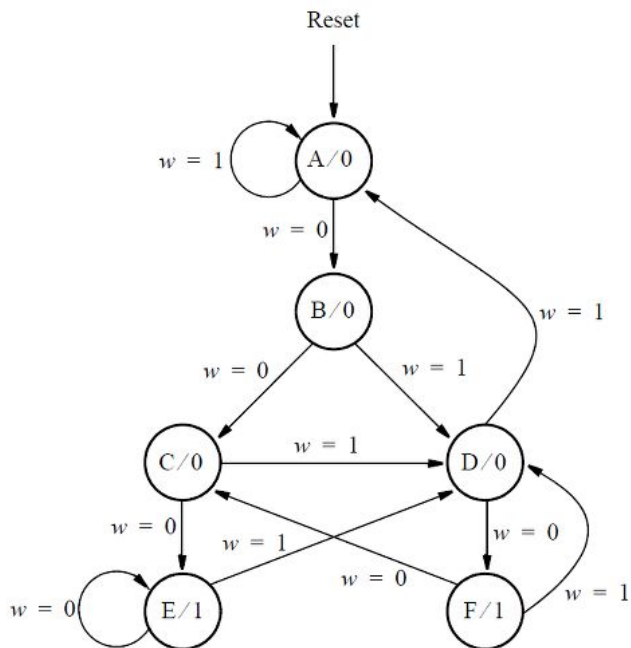 Reset
A/0
w = 1
w = 0
B/0
w = 1
w = 0
w = 1
C/0
w = 1
D/0
w = 0
w = 1
w = 0
w = 0
w = 0
E/1
F/1
w = 1